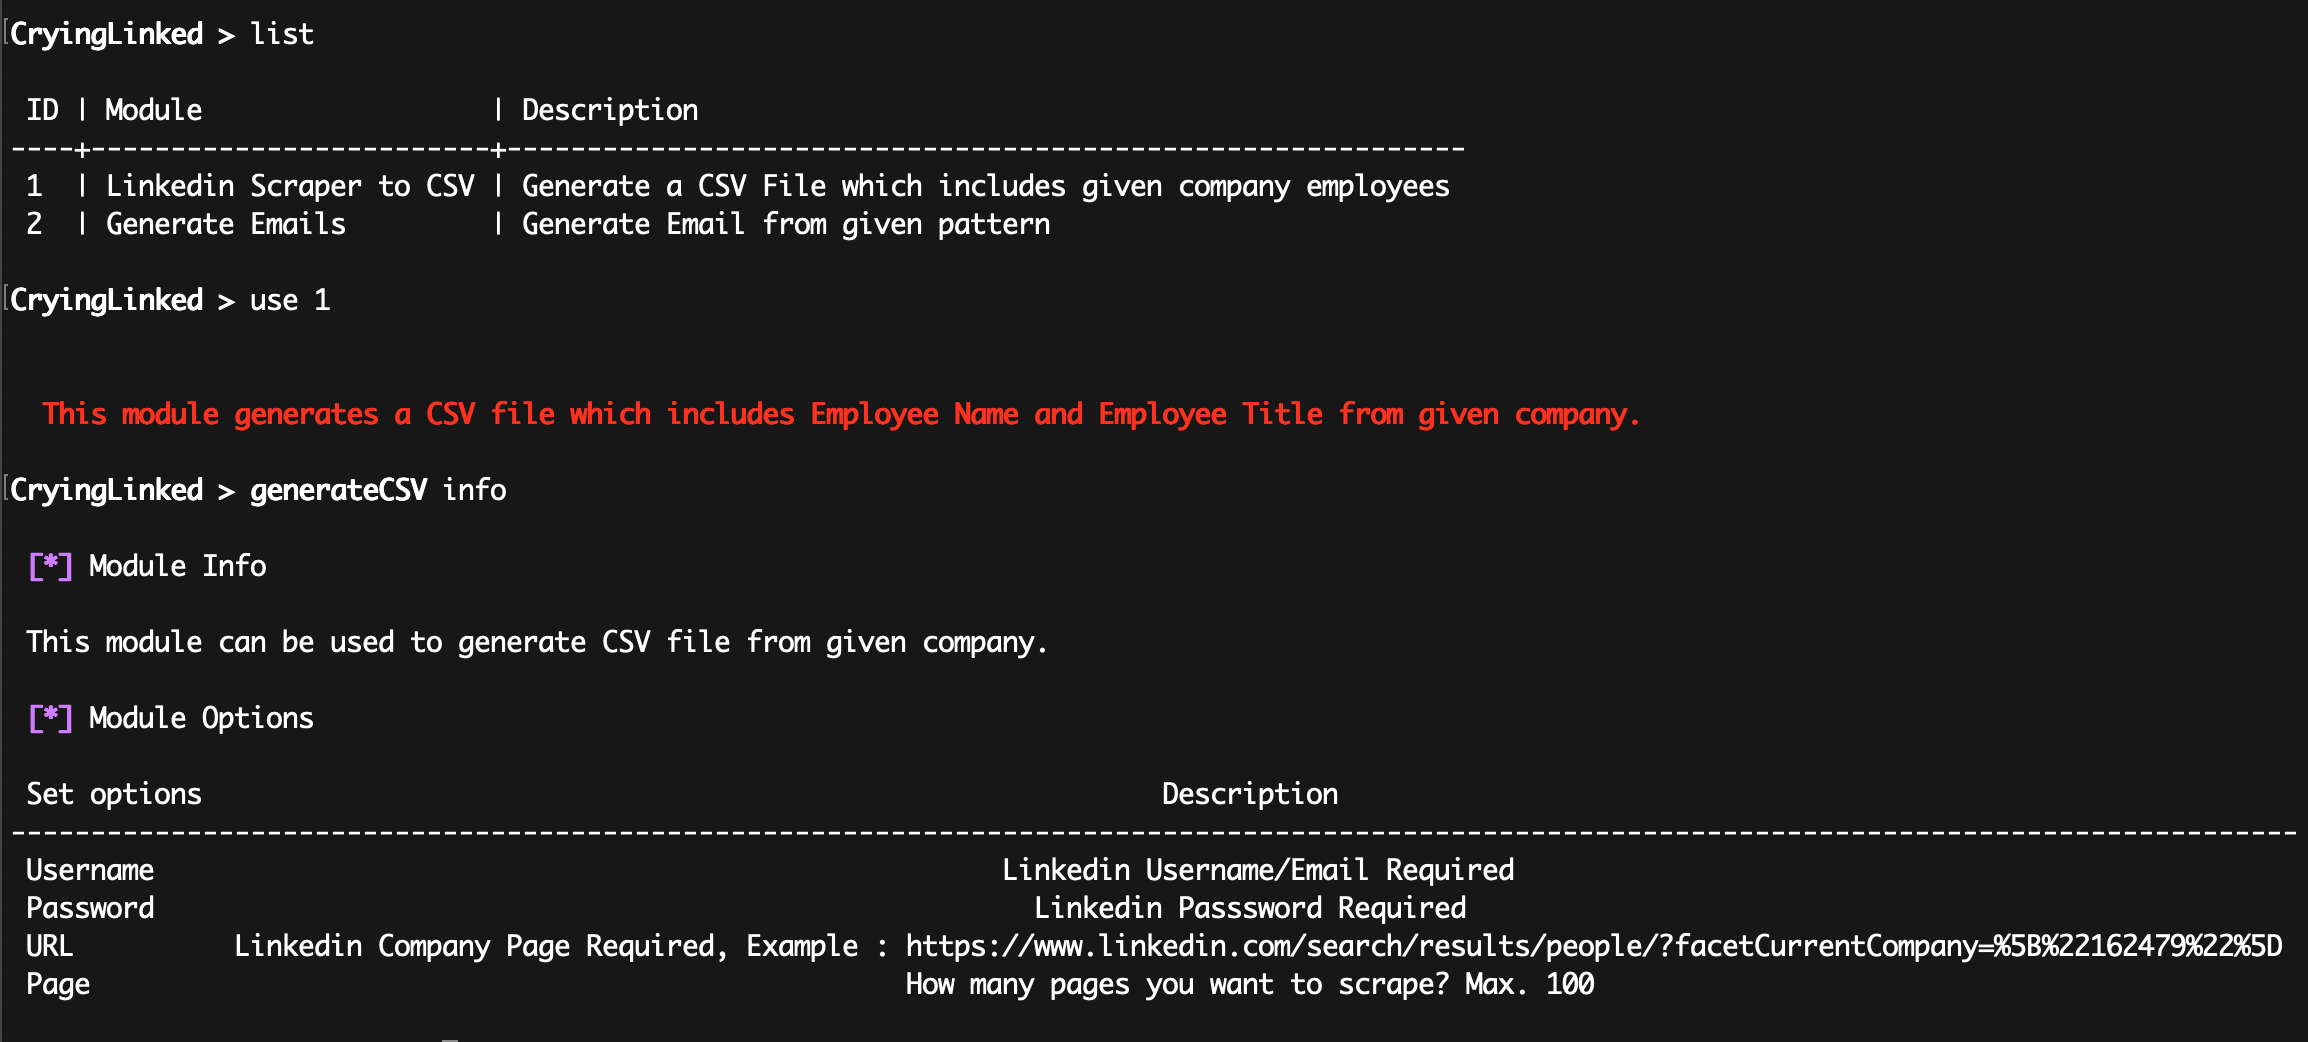 CryingLinked > list
ID | Module | Description
----+-------------------------+------------------------------------------------------------
1 | Linkedin Scraper to CSV | Generate a CSV File which includes given company employees
2 | Generate Emails | Generate Email from given pattern
CryingLinked > use 1
This module generates a CSV file which includes Employee Name and Employee Title from given company.
CryingLinked > generateCSV info
[*] Module Info
This module can be used to generate CSV file from given company.
[*] Module Options
Set options Description
-----------------------------------------------------------------------------------------------------------------------------------------------
Username Linkedin Username/Email Required
Password Linkedin Passsword Required
URL Linkedin Company Page Required, Example : https://www.linkedin.com/search/results/people/?facetCurrentCompany=%5B%22162479%22%5D
Page How many pages you want to scrape? Max. 100